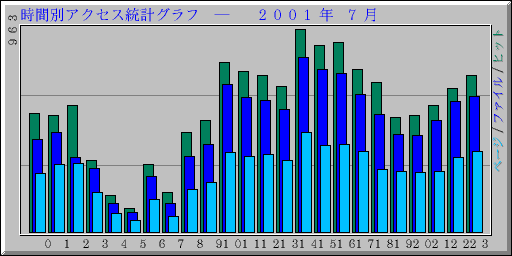 時間別アクセス統計グラフ ― ２００１年 ７月
963
ページ/ファイル/ヒット
0 1 2 3 4 5 6 7 8 91 01 11 21 31 41 51 61 71 81 92 02 12 22 3